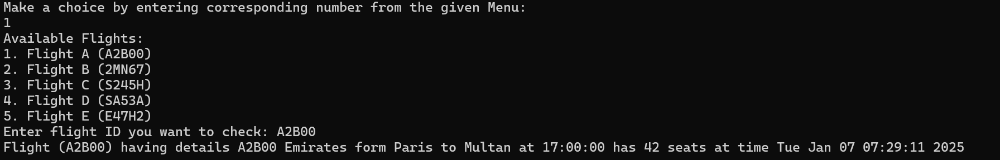 Make a choice by entering corresponding number from the given Menu:
1
Available Flights:
1. Flight A (A2B00)
2. Flight B (2MN67)
3. Flight C (S245H)
4. Flight D (SA53A)
5. Flight E (E47H2)
Enter flight ID you want to check: A2B00
Flight (A2B00) having details A2B00 Emirates form Paris to Multan at 17:00:00 has 42 seats at time Tue Jan 07 07:29:11 2025